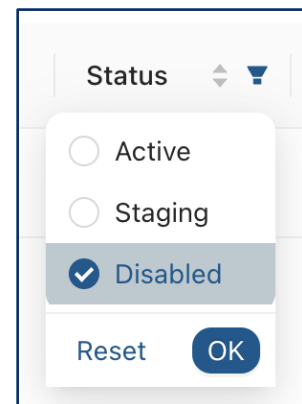 Status
Active
Staging
Disabled
Reset OK